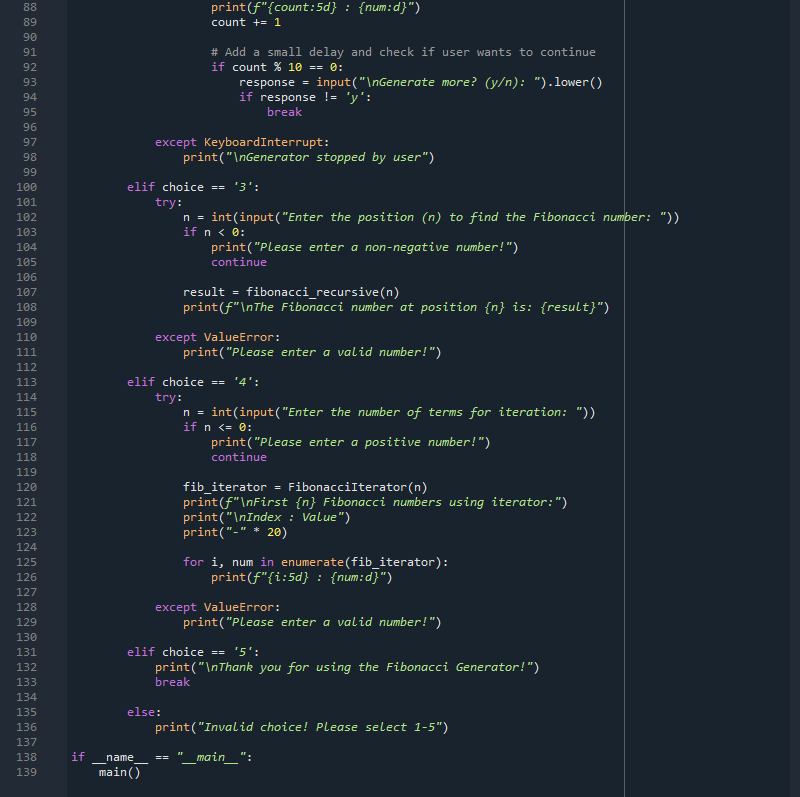 88 print(f"{count:5d} : {num:d}")
89 count += 1
90
91 # Add a small delay and check if user wants to continue
92 if count % 10 == 0:
93 response = input("\nGenerate more? (y/n): ").lower()
94 if response != 'y':
95 break
96
97 except KeyboardInterrupt:
98 print("\nGenerator stopped by user")
99
100 elif choice == '3':
101 try:
102 n = int(input("Enter the position (n) to find the Fibonacci number: "))
103 if n < 0:
104 print("Please enter a non-negative number!")
105 continue
106
107 result = fibonacci_recursive(n)
108 print(f"\nThe Fibonacci number at position {n} is: {result}")
109
110 except ValueError:
111 print("Please enter a valid number!")
112
113 elif choice == '4':
114 try:
115 n = int(input("Enter the number of terms for iteration: "))
116 if n <= 0:
117 print("Please enter a positive number!")
118 continue
119
120 fib_iterator = FibonacciIterator(n)
121 print(f"\nFirst {n} Fibonacci numbers using iterator:")
122 print("\nIndex : Value")
123 print("-" * 20)
124
125 for i, num in enumerate(fib_iterator):
126 print(f"{i:5d} : {num:d}")
127
128 except ValueError:
129 print("Please enter a valid number!")
130
131 elif choice == '5':
132 print("\nThank you for using the Fibonacci Generator!")
133 break
134
135 else:
136 print("Invalid choice! Please select 1-5")
137
138 if __name__ == "__main__":
139 main()